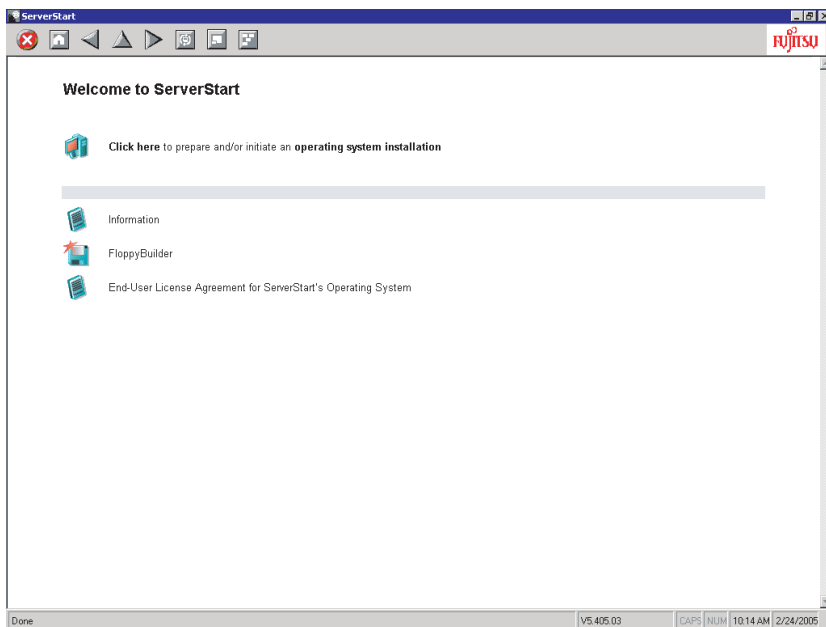 ServerStart
FUJITSU
Welcome to ServerStart
Click here to prepare and/or initiate an operating system installation
Information
FloppyBuilder
End-User License Agreement for ServerStart's Operating System
Done V5.405.03 CAPS NUM 10:14 AM 2/24/2005